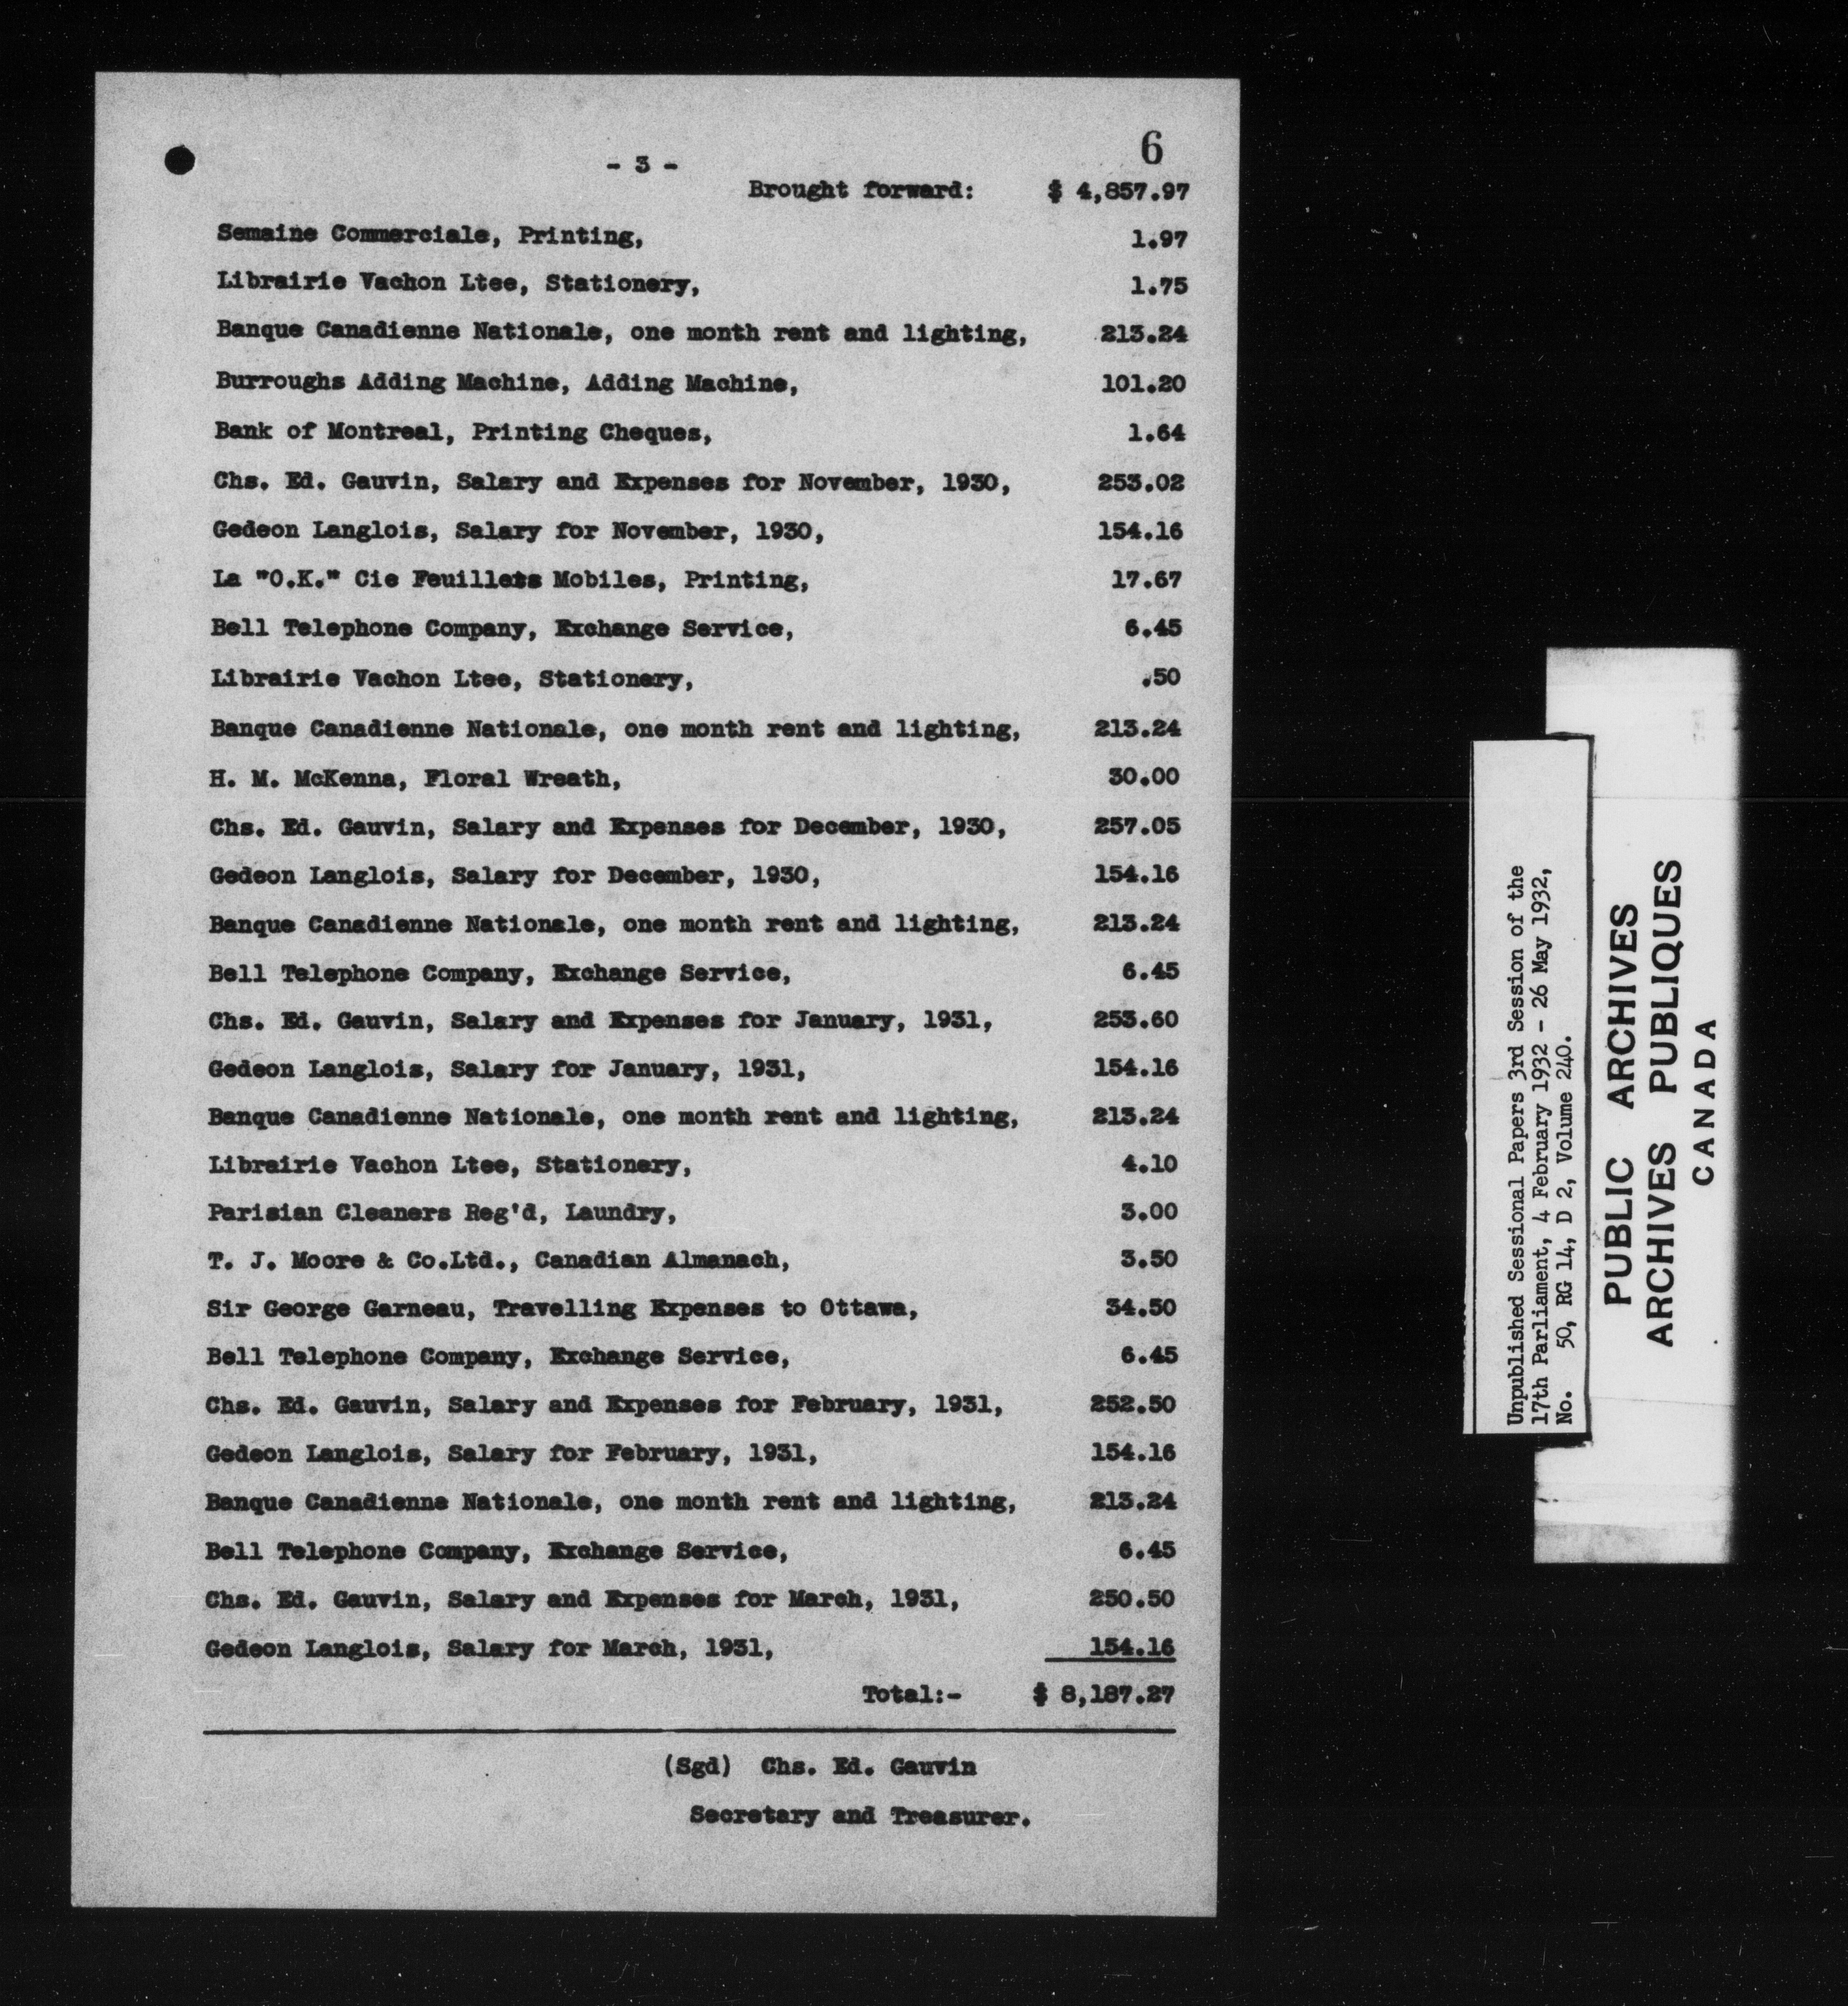 6
- 3 -
Brought forward: $ 4,857.97
Semaine Commerciale, Printing, 1.97
Librairie Vachon Ltee, Stationery, 1.75
Banque Canadienne Nationale, one month rent and lighting, 213.24
Burroughs Adding Machine, Adding Machine, 101.20
Bank of Montreal, Printing Cheques, 1.64
Chs. Ed. Gauvin, Salary and Expenses for November, 1930, 253.02
Gedeon Langlois, Salary for November, 1930, 154.16
La "O.K." Cie Feuillets Mobiles, Printing, 17.67
Bell Telephone Company, Exchange Service, 6.45
Librairie Vachon Ltee, Stationery, .50
Banque Canadienne Nationale, one month rent and lighting, 213.24
H. M. McKenna, Floral Wreath, 30.00
Chs. Ed. Gauvin, Salary and Expenses for December, 1930, 257.05
Gedeon Langlois, Salary for December, 1930, 154.16
Banque Canadienne Nationale, one month rent and lighting, 213.24
Bell Telephone Company, Exchange Service, 6.45
Chs. Ed. Gauvin, Salary and Expenses for January, 1931, 253.60
Gedeon Langlois, Salary for January, 1931, 154.16
Banque Canadienne Nationale, one month rent and lighting, 213.24
Librairie Vachon Ltee, Stationery, 4.10
Parisian Cleaners Reg'd, Laundry, 3.00
T. J. Moore & Co.Ltd., Canadian Almanach, 3.50
Sir George Garneau, Travelling Expenses to Ottawa, 34.50
Bell Telephone Company, Exchange Service, 6.45
Chs. Ed. Gauvin, Salary and Expenses for February, 1931, 252.50
Gedeon Langlois, Salary for February, 1931, 154.16
Banque Canadienne Nationale, one month rent and lighting, 213.24
Bell Telephone Company, Exchange Service, 6.45
Chs. Ed. Gauvin, Salary and Expenses for March, 1931, 250.50
Gedeon Langlois, Salary for March, 1931, 154.16
Total:- $ 8,187.27
(Sgd) Chs. Ed. Gauvin
Secretary and Treasurer.
Unpublished Sessional Papers 3rd Session of the
17th Parliament, 4 February 1932 - 26 May 1932,
No. 50, RG 14, D 2, Volume 240.
PUBLIC ARCHIVES
ARCHIVES PUBLIQUES
CANADA